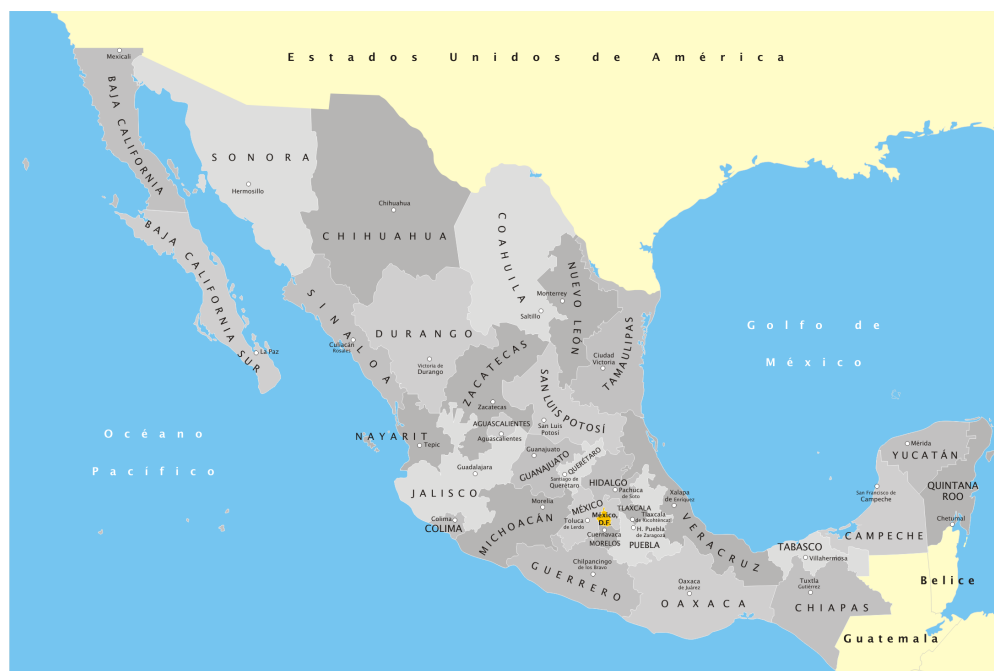 Estados Unidos de América
Mexicali
BAJA CALIFORNIA
SONORA
Hermosillo
Chihuahua
CHIHUAHUA
COAHUILA
BAJA CALIFORNIA SUR
La Paz
SINALOA
Culiacán
Rosales
DURANGO
Victoria de
Durango
Monterrey
Saltillo
NUEVO LEÓN
TAMAULIPAS
Ciudad
Victoria
Golfo de
México
ZACATECAS
Zacatecas
SAN LUIS POTOSÍ
San Luis
Potosí
AGUASCALIENTES
Aguascalientes
NAYARIT
Tepic
Océano
Pacífico
Guadalajara
JALISCO
Guanajuato
GUANAJUATO
QUERÉTARO
Santiago de
Querétaro
HIDALGO
Pachuca
de Soto
Colima
COLIMA
Morelia
MICHOACÁN
MÉXICO
Toluca
de Lerdo
México,
D.F.
TLAXCALA
Tlaxcala
de Xicohténcatl
H. Puebla
de Zaragoza
Cuernavaca
MORELOS
PUEBLA
Xalapa
de Enríquez
VERACRUZ
Chilpancingo
de los Bravo
GUERRERO
Oaxaca
de Juárez
OAXACA
TABASCO
Villahermosa
Tuxtla
Gutiérrez
CHIAPAS
Mérida
YUCATÁN
San Francisco de
Campeche
CAMPECHE
QUINTANA
ROO
Chetumal
Belice
Guatemala